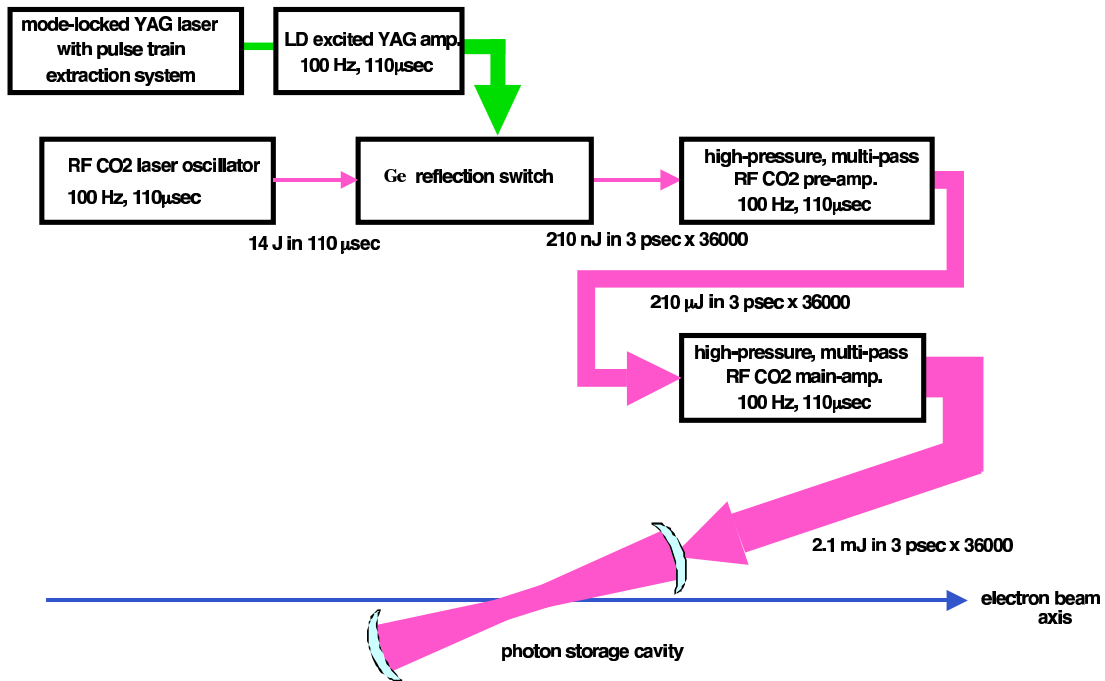 mode-locked YAG laser
with pulse train
extraction system
LD excited YAG amp.
100 Hz, 110μsec
RF CO2 laser oscillator
100 Hz, 110μsec
Ge reflection switch
high-pressure, multi-pass
RF CO2 pre-amp.
100 Hz, 110μsec
14 J in 110 μsec
210 nJ in 3 psec x 36000
210 μJ in 3 psec x 36000
high-pressure, multi-pass
RF CO2 main-amp.
100 Hz, 110μsec
2.1 mJ in 3 psec x 36000
electron beam
axis
photon storage cavity